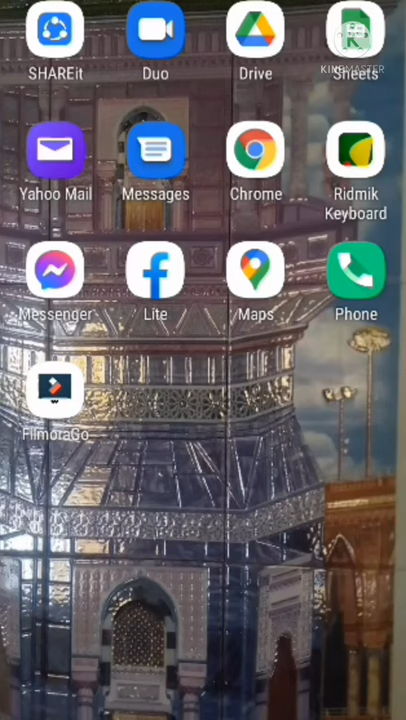 SHAREit
Duo
Drive
Sheets
KINEMASTER
Yahoo Mail
Messages
Chrome
Ridmik
Keyboard
Messenger
Lite
Maps
Phone
FilmoraGo